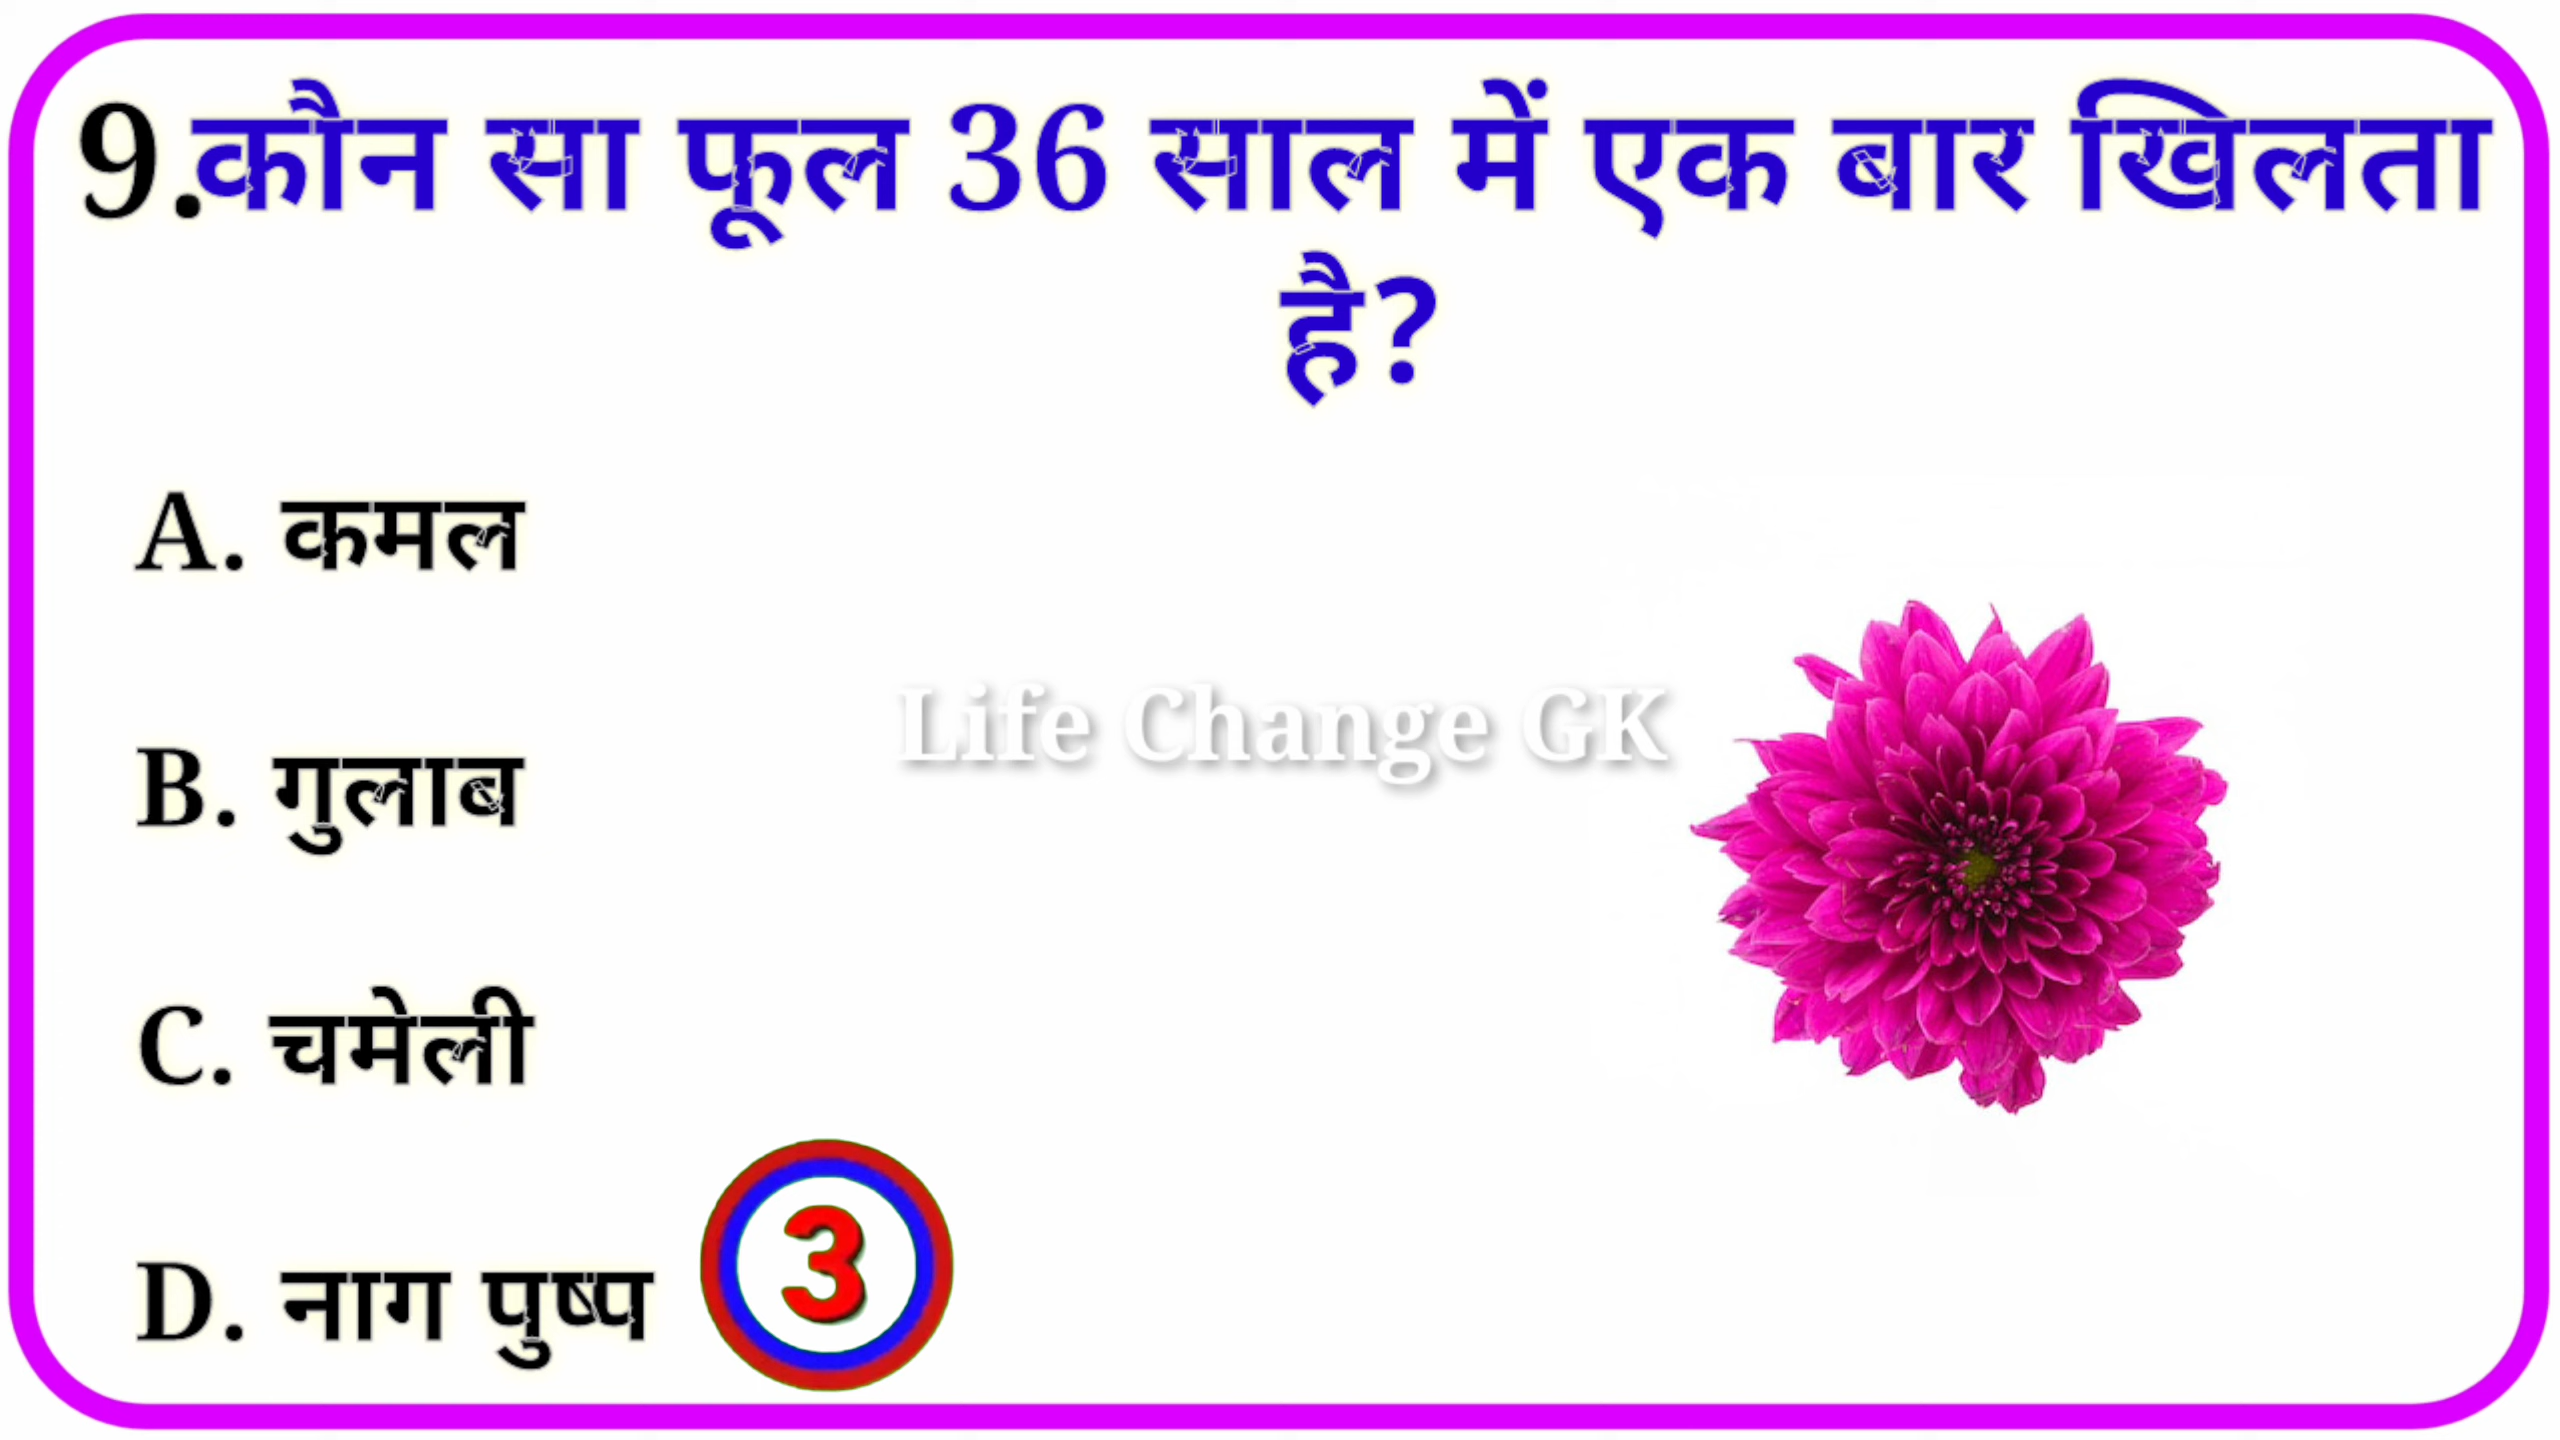 9.कौन सा फूल 36 साल में एक बार खिलता
है?
A. कमल
Life Change GK
B. गुलाब
C. चमेली
D. नाग पुष्प
3